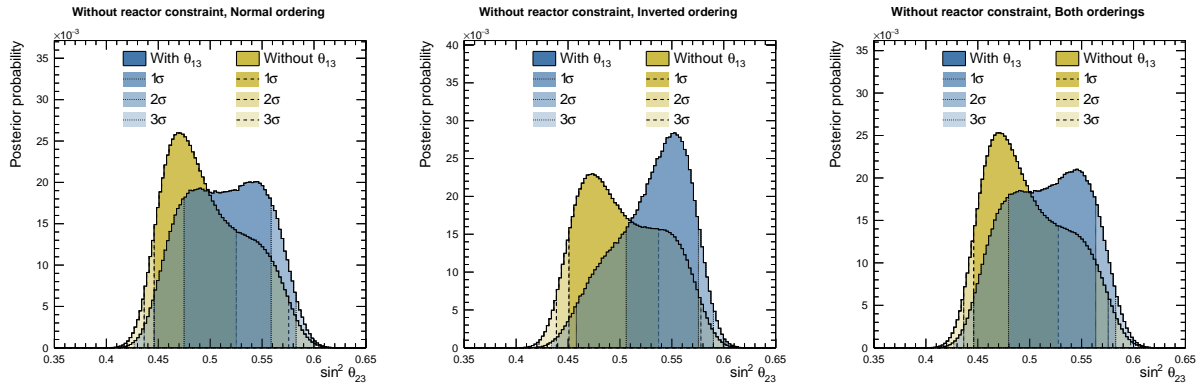 Without reactor constraint, Normal ordering
×10⁻³
Posterior probability
35
30
25
20
15
10
5
0
With θ₁₃ Without θ₁₃
1σ 1σ
2σ 2σ
3σ 3σ
0.35 0.4 0.45 0.5 0.55 0.6 0.65
sin² θ₂₃
Without reactor constraint, Inverted ordering
×10⁻³
Posterior probability
40
35
30
25
20
15
10
5
0
With θ₁₃ Without θ₁₃
1σ 1σ
2σ 2σ
3σ 3σ
0.35 0.4 0.45 0.5 0.55 0.6 0.65
sin² θ₂₃
Without reactor constraint, Both orderings
×10⁻³
Posterior probability
35
30
25
20
15
10
5
0
With θ₁₃ Without θ₁₃
1σ 1σ
2σ 2σ
3σ 3σ
0.35 0.4 0.45 0.5 0.55 0.6 0.65
sin² θ₂₃